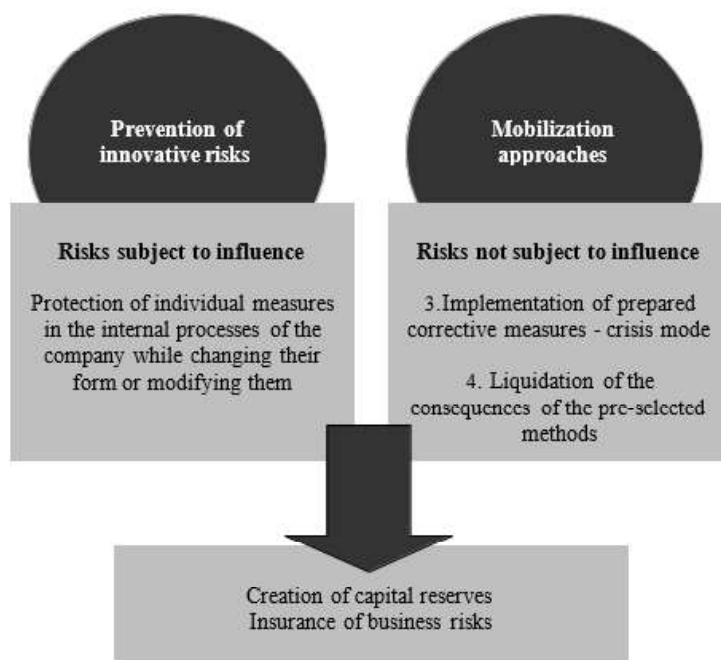 Prevention of
innovative risks
Risks subject to influence
Protection of individual measures
in the internal processes of the
company while changing their
form or modifying them
Mobilization
approaches
Risks not subject to influence
3.Implementation of prepared
corrective measures - crisis mode
4. Liquidation of the
consequences of the pre-selected
methods
Creation of capital reserves
Insurance of business risks